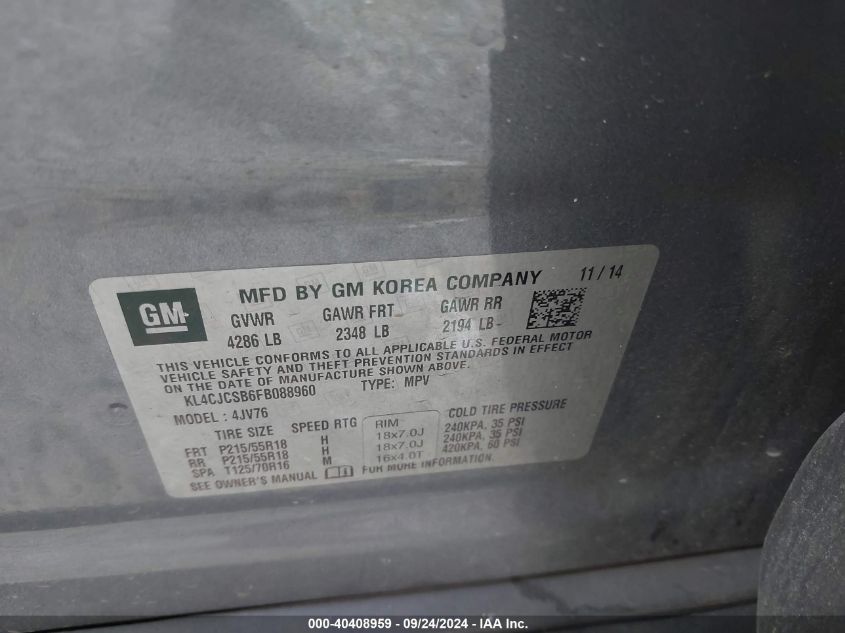 GM
MFD BY GM KOREA COMPANY 11/14
GVWR GAWR FRT GAWR RR
4286 LB 2348 LB 2194 LB
THIS VEHICLE CONFORMS TO ALL APPLICABLE U.S. FEDERAL MOTOR
VEHICLE SAFETY AND THEFT PREVENTION STANDARDS IN EFFECT
ON THE DATE OF MANUFACTURE SHOWN ABOVE.
KL4CJCSB6FB088960 TYPE: MPV
MODEL: 4JV76
TIRE SIZE SPEED RTG RIM COLD TIRE PRESSURE
FRT P215/55R18 H 18x7.0J 240KPA, 35 PSI
RR P215/55R18 H 18x7.0J 240KPA, 35 PSI
SPA T125/70R16 M 16x4.0T 420KPA, 60 PSI
SEE OWNER'S MANUAL FOR MORE INFORMATION.
000-40408959 - 09/24/2024 - IAAI.COM.